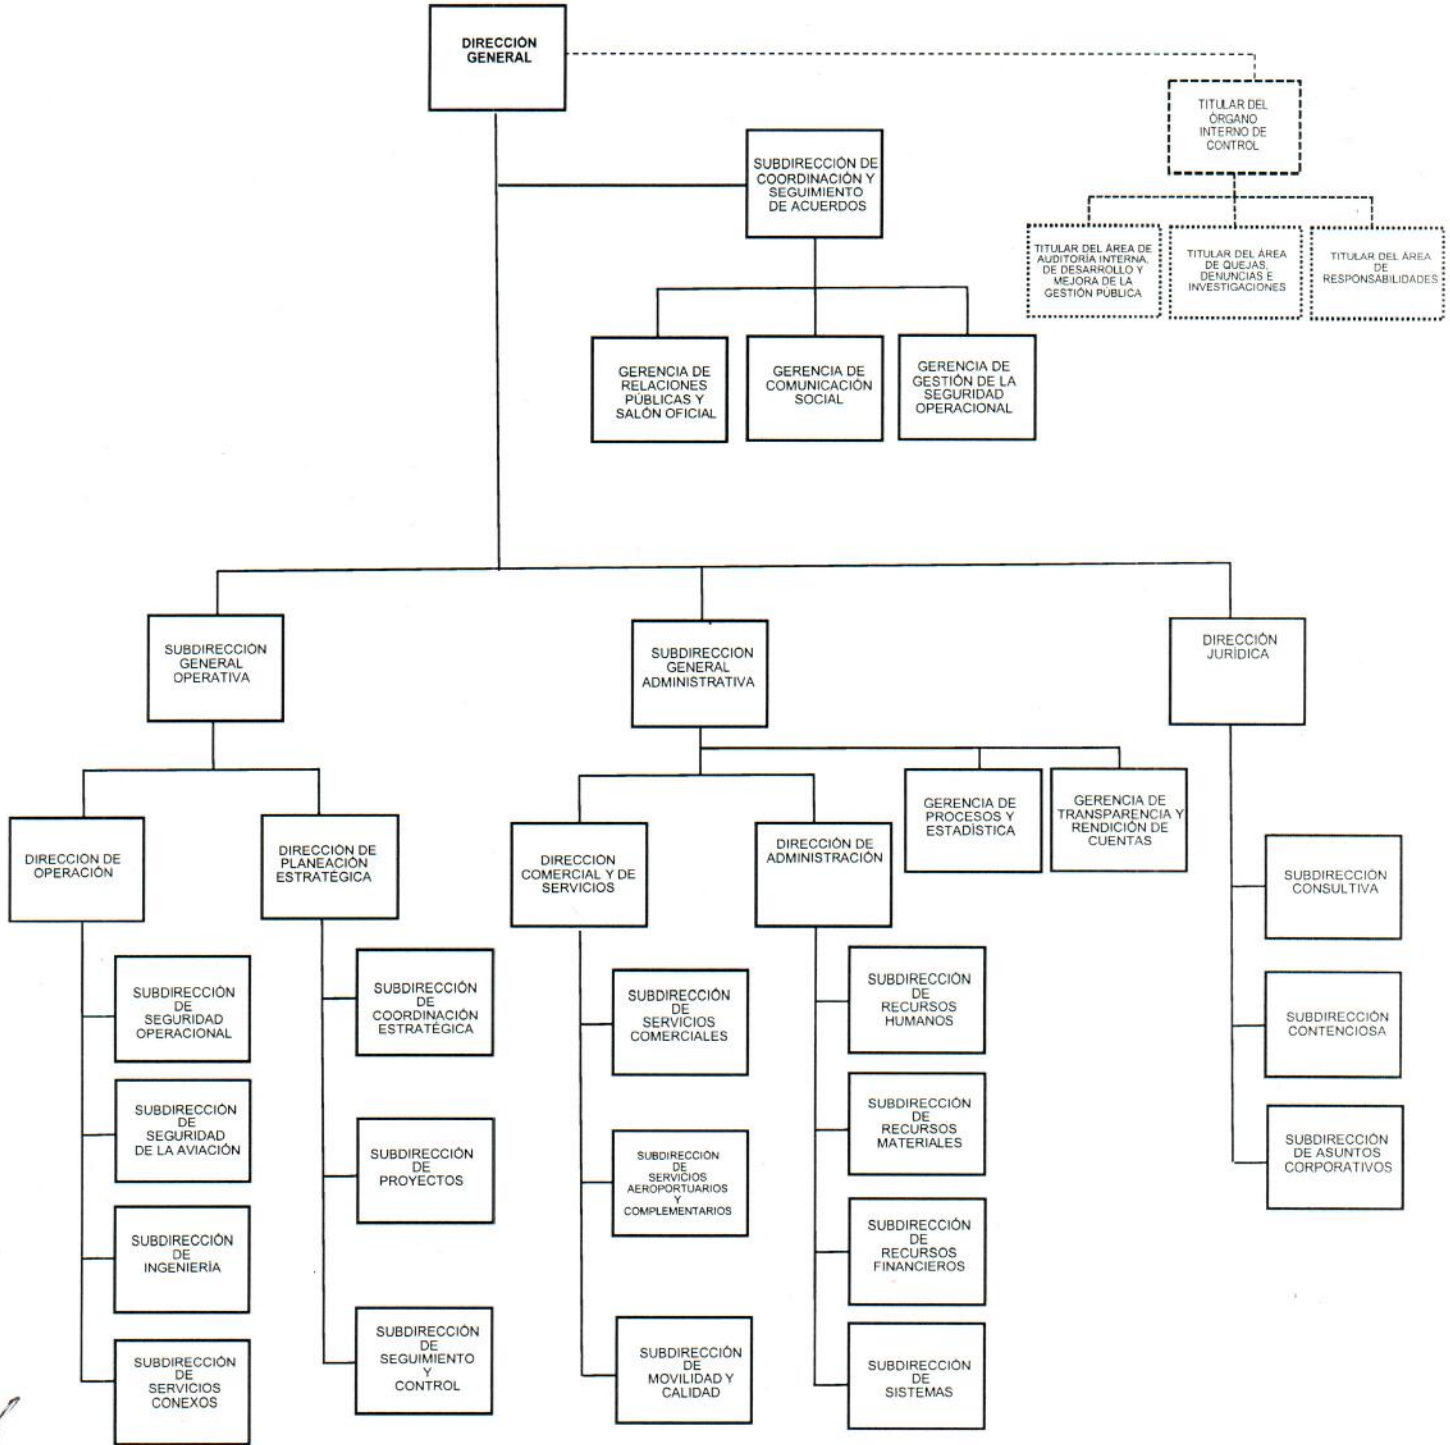 DIRECCIÓN
GENERAL
TITULAR DEL
ÓRGANO
INTERNO DE
CONTROL
SUBDIRECCIÓN DE
COORDINACIÓN Y
SEGUIMIENTO
DE ACUERDOS
TITULAR DEL ÁREA DE
AUDITORÍA INTERNA,
DE DESARROLLO Y
MEJORA DE LA
GESTIÓN PÚBLICA
TITULAR DEL ÁREA
DE QUEJAS,
DENUNCIAS E
INVESTIGACIONES
TITULAR DEL ÁREA
DE
RESPONSABILIDADES
GERENCIA DE
RELACIONES
PÚBLICAS Y
SALÓN OFICIAL
GERENCIA DE
COMUNICACIÓN
SOCIAL
GERENCIA DE
GESTIÓN DE LA
SEGURIDAD
OPERACIONAL
SUBDIRECCIÓN
GENERAL
OPERATIVA
SUBDIRECCIÓN
GENERAL
ADMINISTRATIVA
DIRECCIÓN
JURÍDICA
DIRECCIÓN DE
OPERACIÓN
DIRECCIÓN DE
PLANEACIÓN
ESTRATÉGICA
DIRECCIÓN
COMERCIAL Y DE
SERVICIOS
DIRECCIÓN DE
ADMINISTRACIÓN
GERENCIA DE
PROCESOS Y
ESTADÍSTICA
GERENCIA DE
TRANSPARENCIA Y
RENDICIÓN DE
CUENTAS
SUBDIRECCIÓN
DE
SEGURIDAD
OPERACIONAL
SUBDIRECCIÓN
DE
SEGURIDAD
DE LA AVIACIÓN
SUBDIRECCIÓN
DE
INGENIERÍA
SUBDIRECCIÓN
DE
SERVICIOS
CONEXOS
SUBDIRECCIÓN
DE
COORDINACIÓN
ESTRATÉGICA
SUBDIRECCIÓN
DE
PROYECTOS
SUBDIRECCIÓN
DE
SEGUIMIENTO
Y
CONTROL
SUBDIRECCIÓN
DE
SERVICIOS
COMERCIALES
SUBDIRECCIÓN
DE
SERVICIOS
AEROPORTUARIOS
Y
COMPLEMENTARIOS
SUBDIRECCIÓN
DE
MOVILIDAD Y
CALIDAD
SUBDIRECCIÓN
DE
RECURSOS
HUMANOS
SUBDIRECCIÓN
DE
RECURSOS
MATERIALES
SUBDIRECCIÓN
DE
RECURSOS
FINANCIEROS
SUBDIRECCIÓN
DE
SISTEMAS
SUBDIRECCIÓN
CONSULTIVA
SUBDIRECCIÓN
CONTENCIOSA
SUBDIRECCIÓN
DE ASUNTOS
CORPORATIVOS